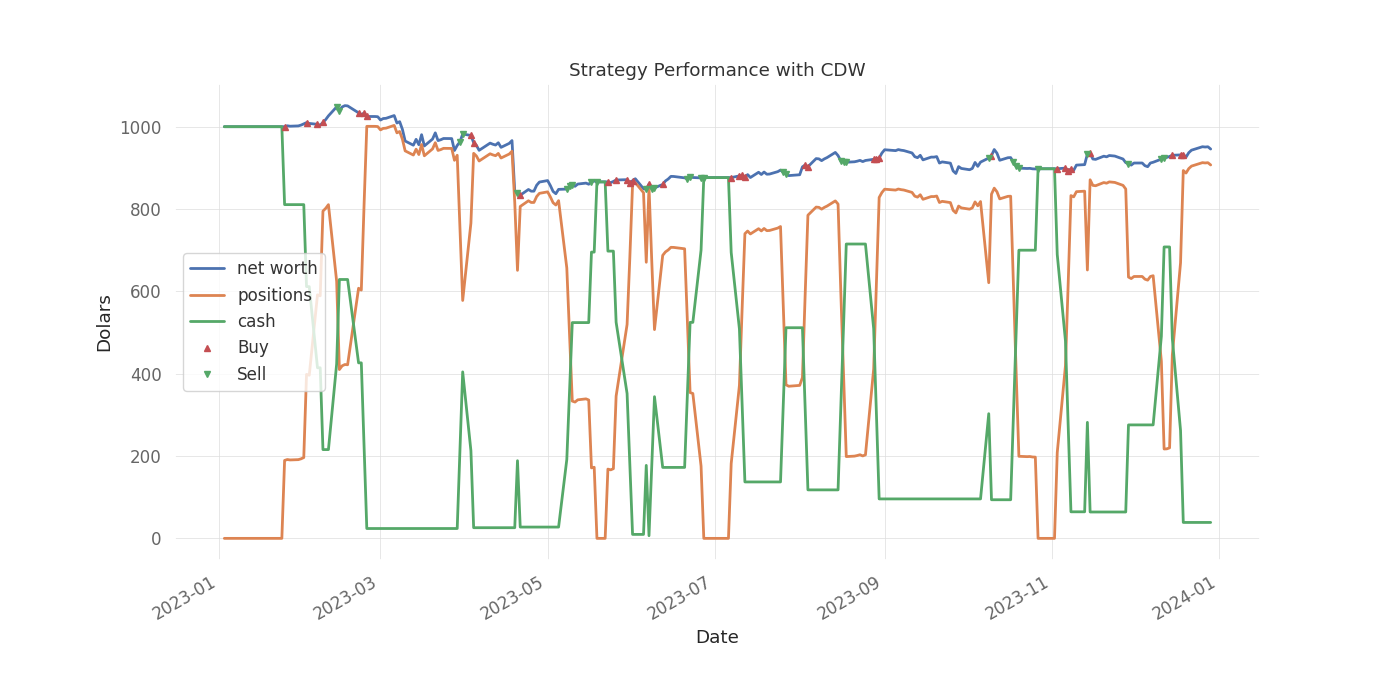 Strategy Performance with CDW
1000
800
600
400
200
0
Dolars
net worth
positions
cash
Buy
Sell
2023-01
2023-03
2023-05
2023-07
2023-09
2023-11
2024-01
Date